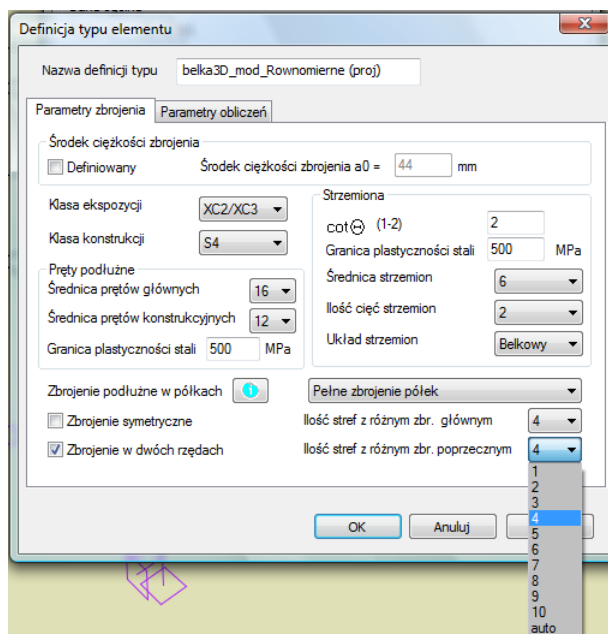 Definicja typu elementu
Nazwa definicji typu belka3D_mod_Rownomierne (proj)
Parametry zbrojenia Parametry obliczeń
Środek ciężkości zbrojenia
Definiowany Środek ciężkości zbrojenia a0 = 44 mm
Klasa ekspozycji XC2/XC3
Klasa konstrukcji S4
Pręty podłużne
Średnica prętów głównych 16
Średnica prętów konstrukcyjnych 12
Granica plastyczności stali 500 MPa
Strzemiona
cotΘ (1-2) 2
Granica plastyczności stali 500 MPa
Średnica strzemion 6
Ilość cięć strzemion 2
Układ strzemion Belkowy
Zbrojenie podłużne w półkach i Pełne zbrojenie półek
Zbrojenie symetryczne Ilość stref z różnym zbr. głównym 4
Zbrojenie w dwóch rzędach Ilość stref z różnym zbr. poprzecznym 4
1
2
3
4
5
6
7
8
9
10
auto
OK Anuluj